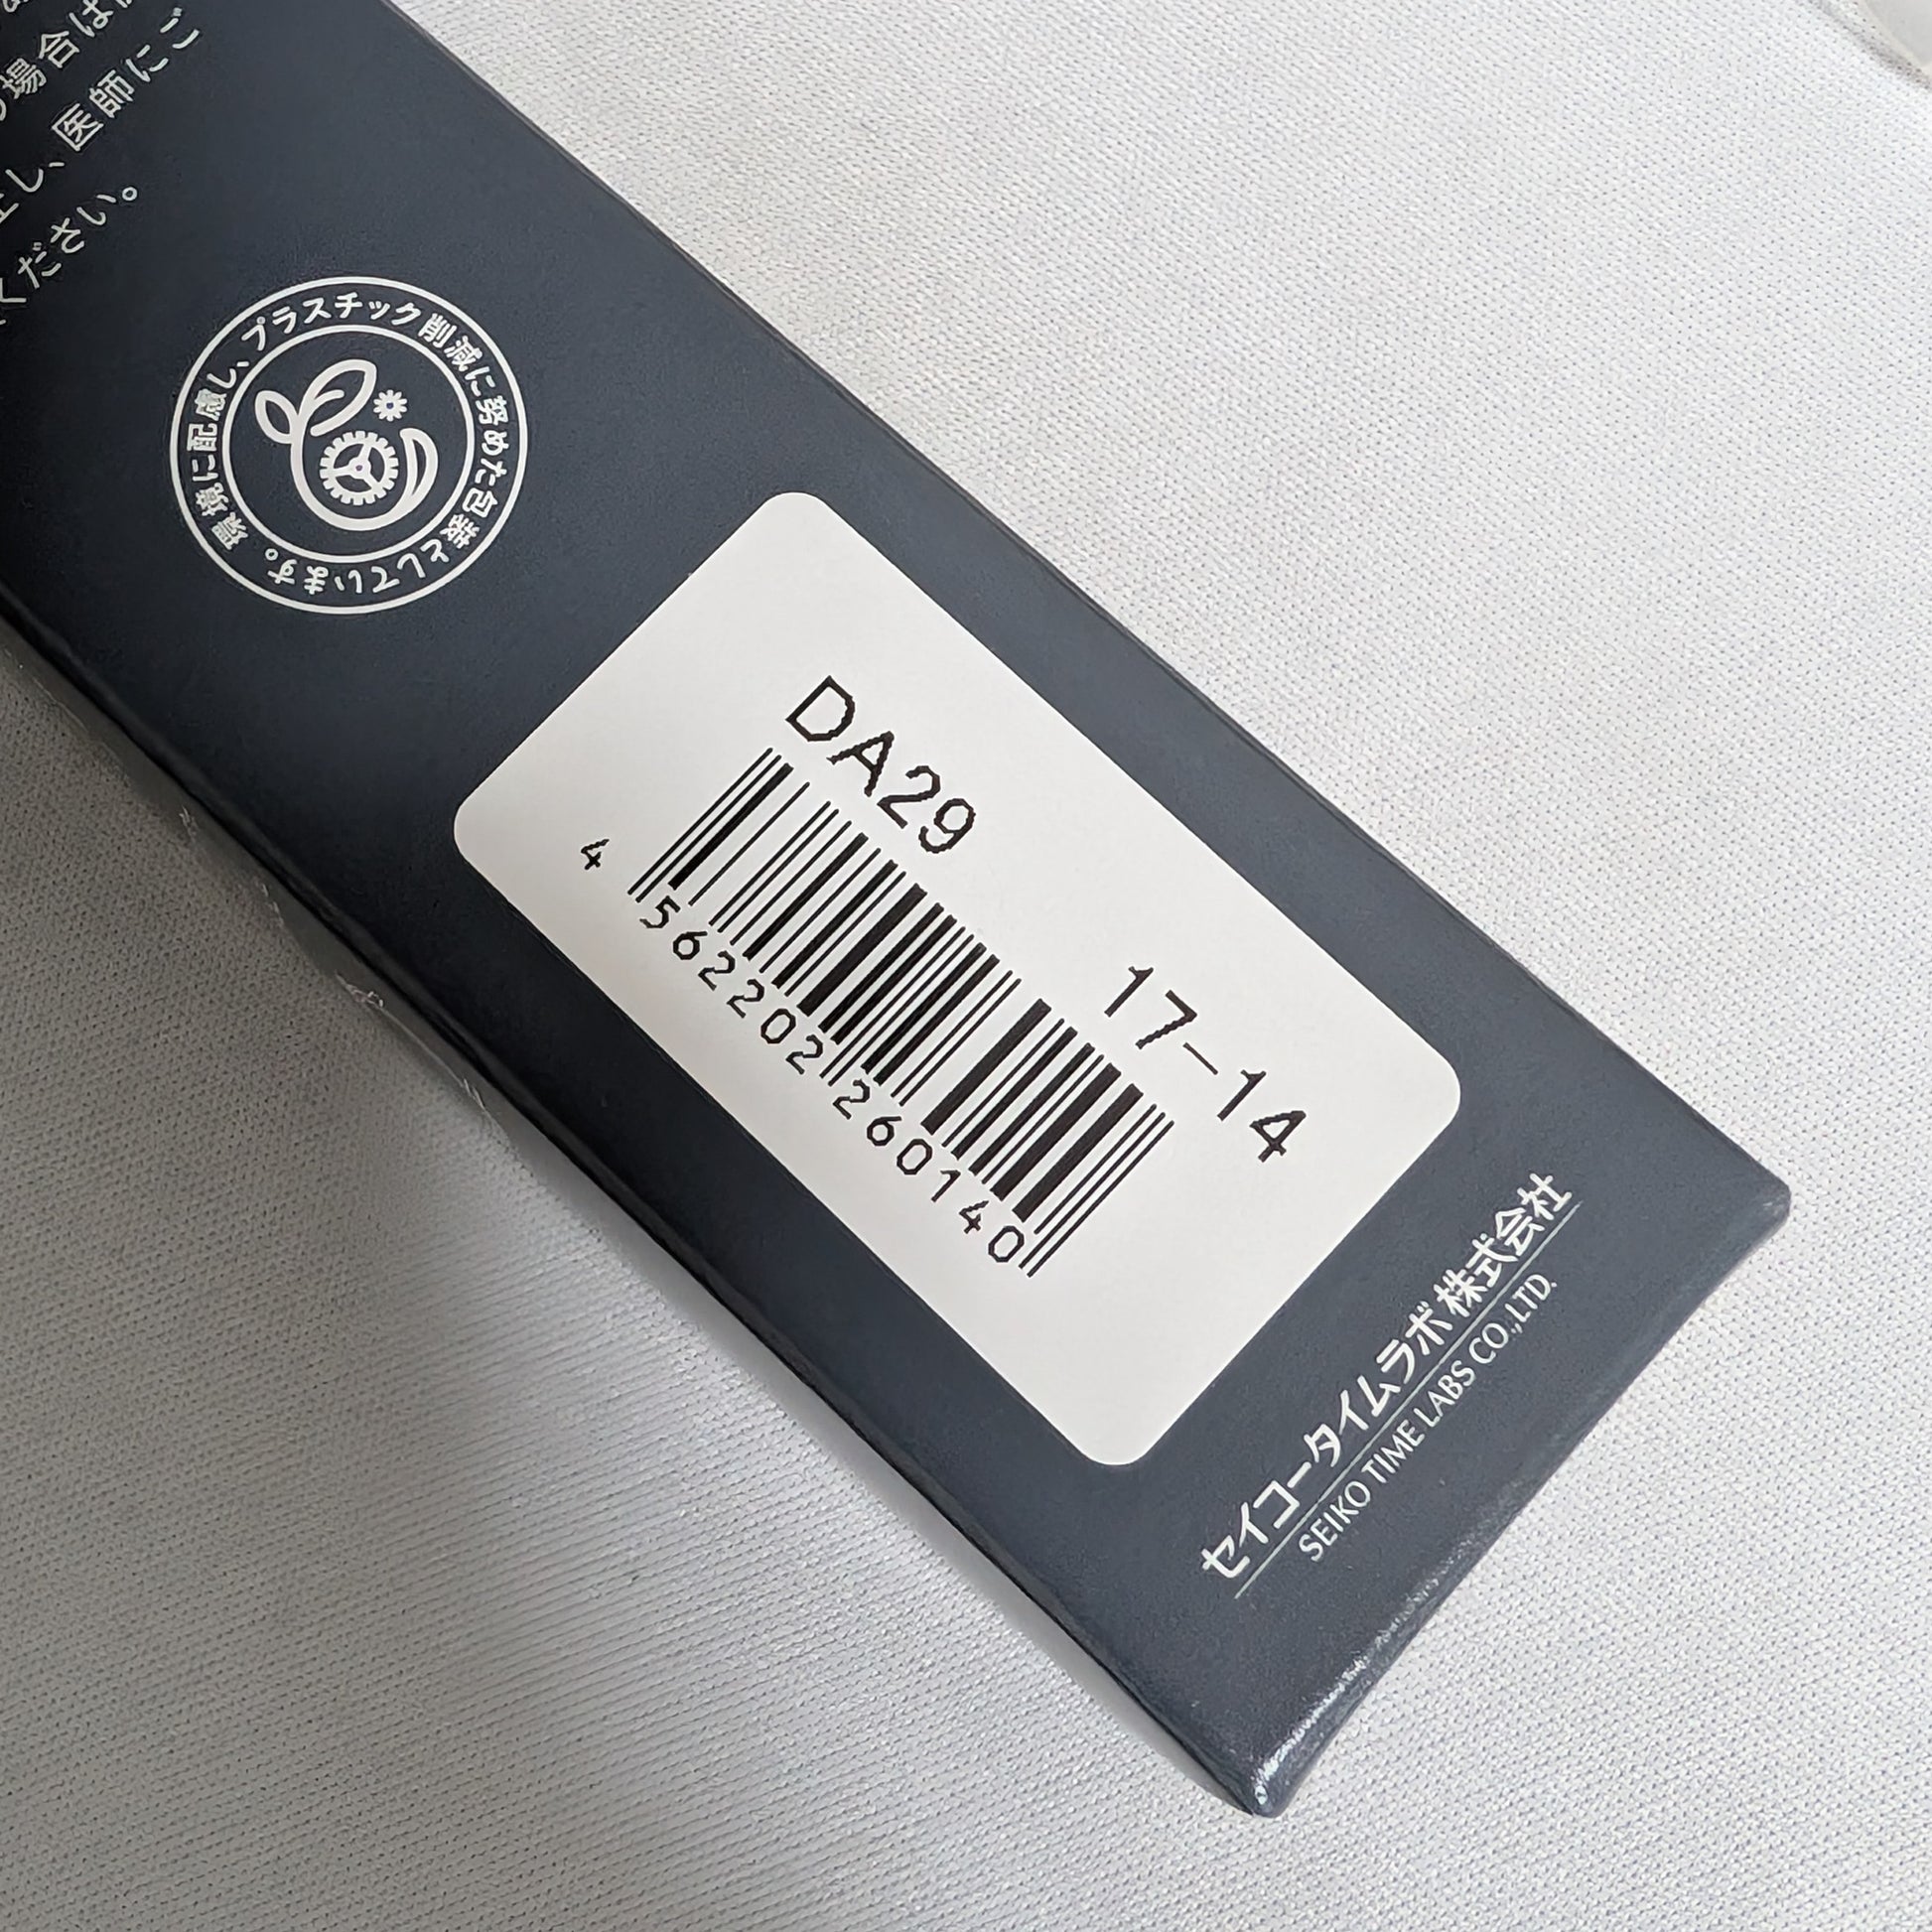 場合は
し、医師にご
ください。
環境に配慮し、プラスチック削減に努めた包装としています。
DA29
17-14
4 562202 260140
セイコータイムラボ株式会社
SEIKO TIME LABS CO.,LTD.